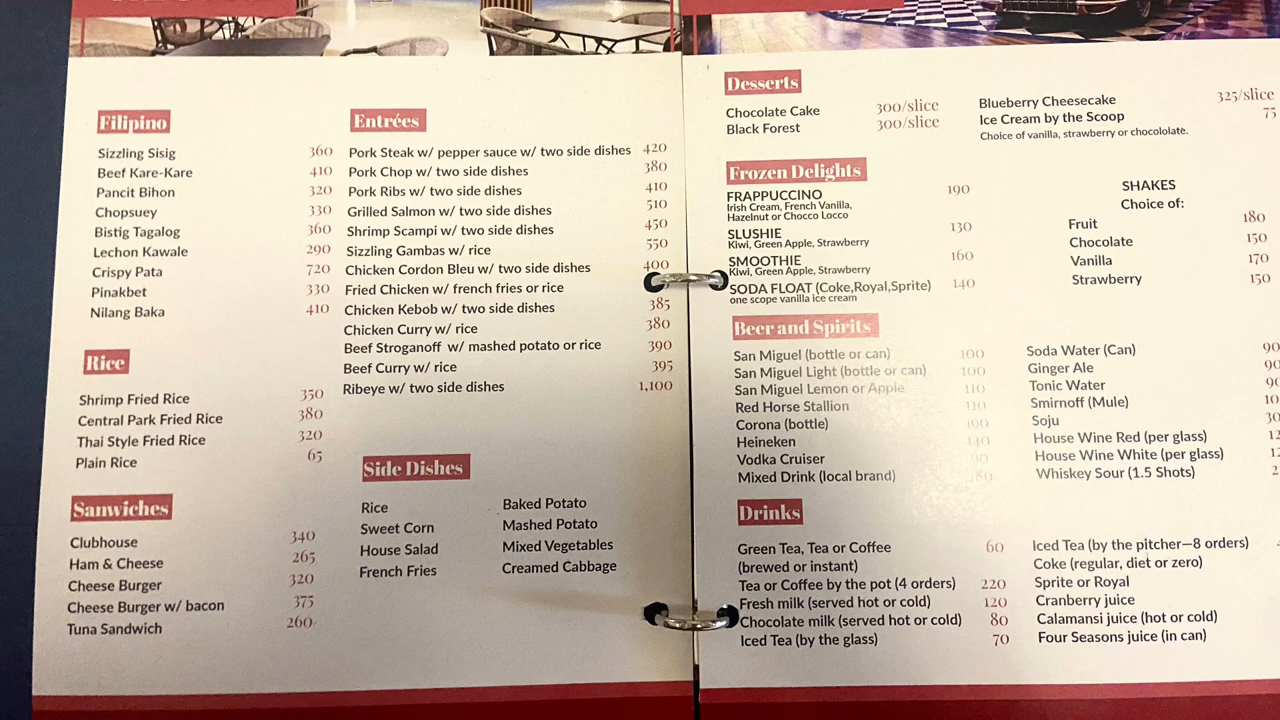 Filipino
Sizzling Sisig 360
Beef Kare-Kare 410
Pancit Bihon 320
Chopsuey 330
Bistig Tagalog 360
Lechon Kawale 290
Crispy Pata 720
Pinakbet 330
Nilang Baka 410
Rice
Shrimp Fried Rice 350
Central Park Fried Rice 380
Thai Style Fried Rice 320
Plain Rice 65
Sanwiches
Clubhouse 340
Ham & Cheese 265
Cheese Burger 320
Cheese Burger w/ bacon 375
Tuna Sandwich 260
Entrées
Pork Steak w/ pepper sauce w/ two side dishes 420
Pork Chop w/ two side dishes 380
Pork Ribs w/ two side dishes 410
Grilled Salmon w/ two side dishes 510
Shrimp Scampi w/ two side dishes 450
Sizzling Gambas w/ rice 550
Chicken Cordon Bleu w/ two side dishes 400
Fried Chicken w/ french fries or rice
Chicken Kebob w/ two side dishes 385
Chicken Curry w/ rice 380
Beef Stroganoff w/ mashed potato or rice 390
Beef Curry w/ rice 395
Ribeye w/ two side dishes 1,100
Side Dishes
Rice
Sweet Corn
House Salad
French Fries
Baked Potato
Mashed Potato
Mixed Vegetables
Creamed Cabbage
Desserts
Chocolate Cake 300/slice
Black Forest 300/slice
Blueberry Cheesecake 325/slice
Ice Cream by the Scoop 75
Choice of vanilla, strawberry or chocololate.
Frozen Delights
FRAPPUCCINO 190
Irish Cream, French Vanilla,
Hazelnut or Chocco Locco
SLUSHIE 130
Kiwi, Green Apple, Strawberry
SMOOTHIE 160
Kiwi, Green Apple, Strawberry
SODA FLOAT (Coke,Royal,Sprite) 140
one scope vanilla ice cream
SHAKES
Choice of:
Fruit 180
Chocolate 150
Vanilla 170
Strawberry 150
Beer and Spirits
San Miguel (bottle or can) 100
San Miguel Light (bottle or can) 100
San Miguel Lemon or Apple 110
Red Horse Stallion 110
Corona (bottle)
Heineken
Vodka Cruiser
Mixed Drink (local brand)
Soda Water (Can)
Ginger Ale
Tonic Water
Smirnoff (Mule)
Soju
House Wine Red (per glass)
House Wine White (per glass)
Whiskey Sour (1.5 Shots)
Drinks
Green Tea, Tea or Coffee 60
(brewed or instant)
Tea or Coffee by the pot (4 orders) 220
Fresh milk (served hot or cold) 120
Chocolate milk (served hot or cold) 80
Iced Tea (by the glass) 70
Iced Tea (by the pitcher—8 orders)
Coke (regular, diet or zero)
Sprite or Royal
Cranberry juice
Calamansi juice (hot or cold)
Four Seasons juice (in can)